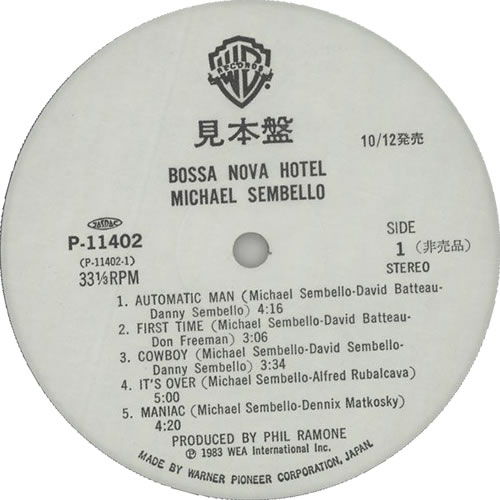 WB
RECORDS
見本盤
10/12発売
BOSSA NOVA HOTEL
MICHAEL SEMBELLO
JASRAC
P-11402
(P-11402-1)
33⅓RPM
SIDE
1 (非売品)
STEREO
1. AUTOMATIC MAN (Michael Sembello-David Batteau-
Danny Sembello) 4:16
2. FIRST TIME (Michael Sembello-David Batteau-
Don Freeman) 3:06
3. COWBOY (Michael Sembello-David Sembello-
Danny Sembello) 3:34
4. IT'S OVER (Michael Sembello-Alfred Rubalcava)
5:00
5. MANIAC (Michael Sembello-Dennix Matkosky)
4:20
PRODUCED BY PHIL RAMONE
℗ 1983 WEA International Inc.
MADE BY WARNER PIONEER CORPORATION, JAPAN.